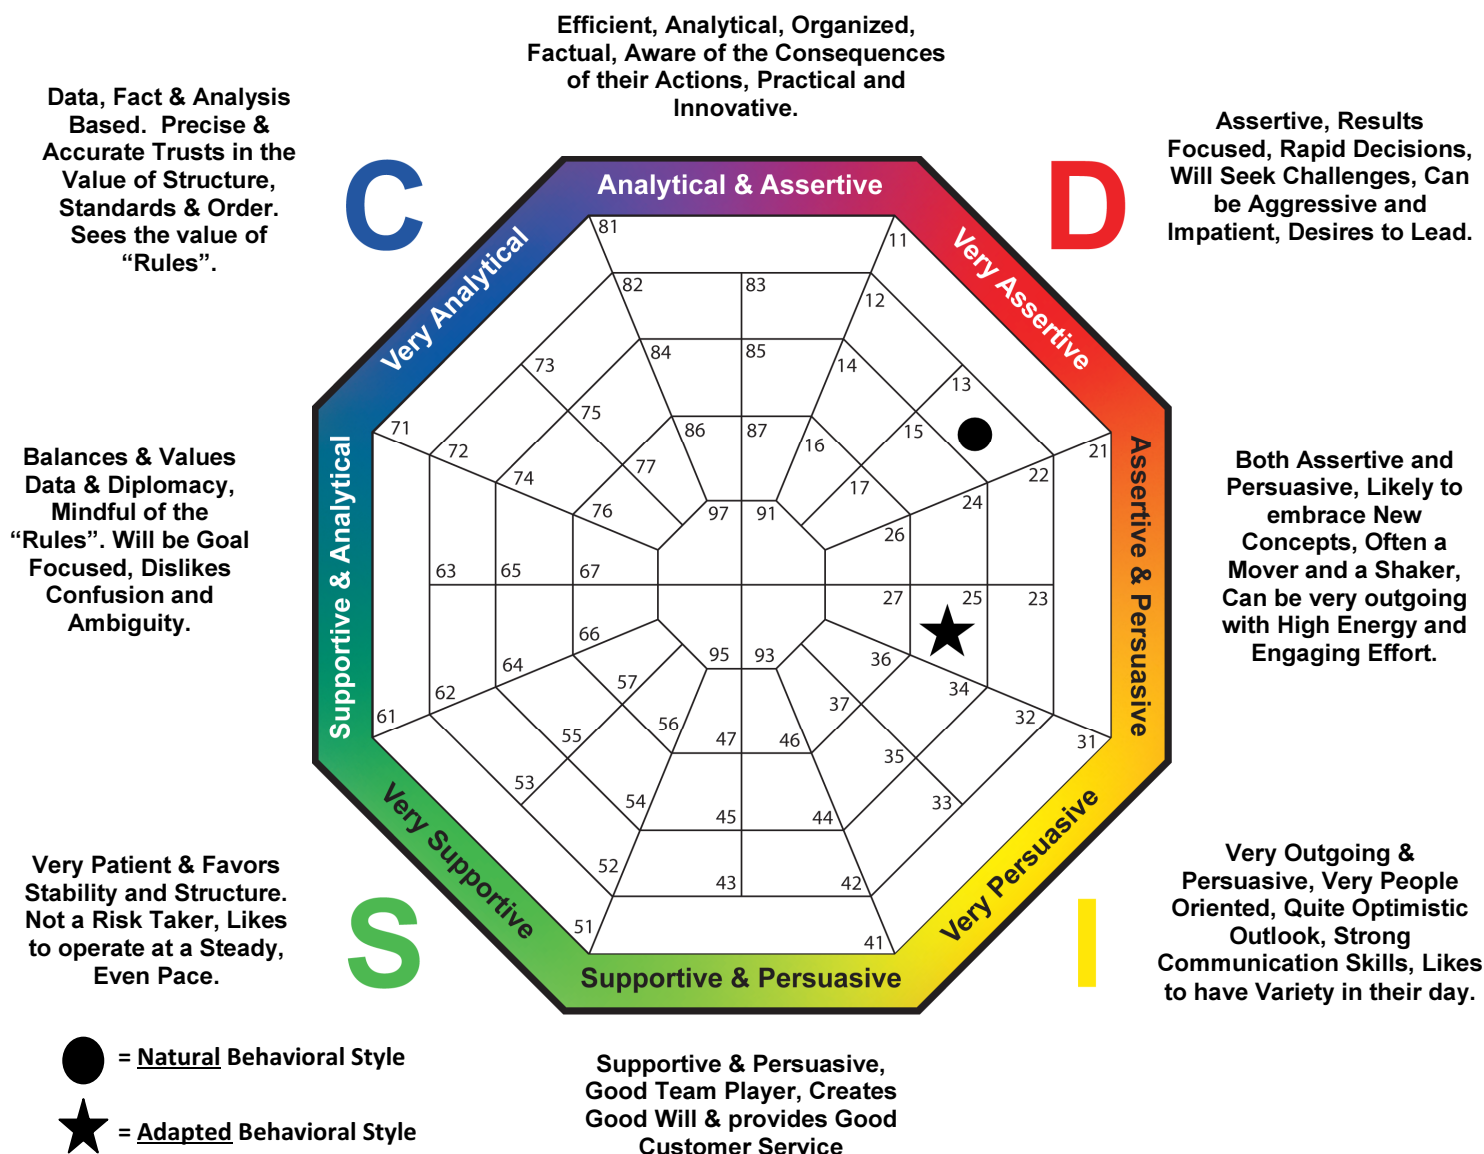 Efficient, Analytical, Organized,
Factual, Aware of the Consequences
of their Actions, Practical and
Innovative.
Data, Fact & Analysis
Based.  Precise &
Accurate Trusts in the
Value of Structure,
Standards & Order.
Sees the value of
“Rules”.
C
D
Assertive, Results
Focused, Rapid Decisions,
Will Seek Challenges, Can
be Aggressive and
Impatient, Desires to Lead.
Analytical & Assertive
Very Analytical
Very Assertive
81
11
82
83
12
84
85
14
73
13
75
15
71
86
87
16
21
72
77
22
74
17
24
76
97
91
26
Supportive & Analytical
Assertive & Persuasive
Balances & Values
Data & Diplomacy,
Mindful of the
“Rules”. Will be Goal
Focused, Dislikes
Confusion and
Ambiguity.
Both Assertive and
Persuasive, Likely to
embrace New
Concepts, Often a
Mover and a Shaker,
Can be very outgoing
with High Energy and
Engaging Effort.
63
65
67
27
25
23
66
64
95
93
36
62
57
34
61
56
37
32
55
47
46
31
53
35
54
45
44
33
52
43
42
51
41
Very Supportive
Very Persuasive
Supportive & Persuasive
Very Patient & Favors
Stability and Structure.
Not a Risk Taker, Likes
to operate at a Steady,
Even Pace.
S
I
Very Outgoing &
Persuasive, Very People
Oriented, Quite Optimistic
Outlook, Strong
Communication Skills, Likes
to have Variety in their day.
= Natural Behavioral Style
= Adapted Behavioral Style
Supportive & Persuasive,
Good Team Player, Creates
Good Will & provides Good
Customer Service